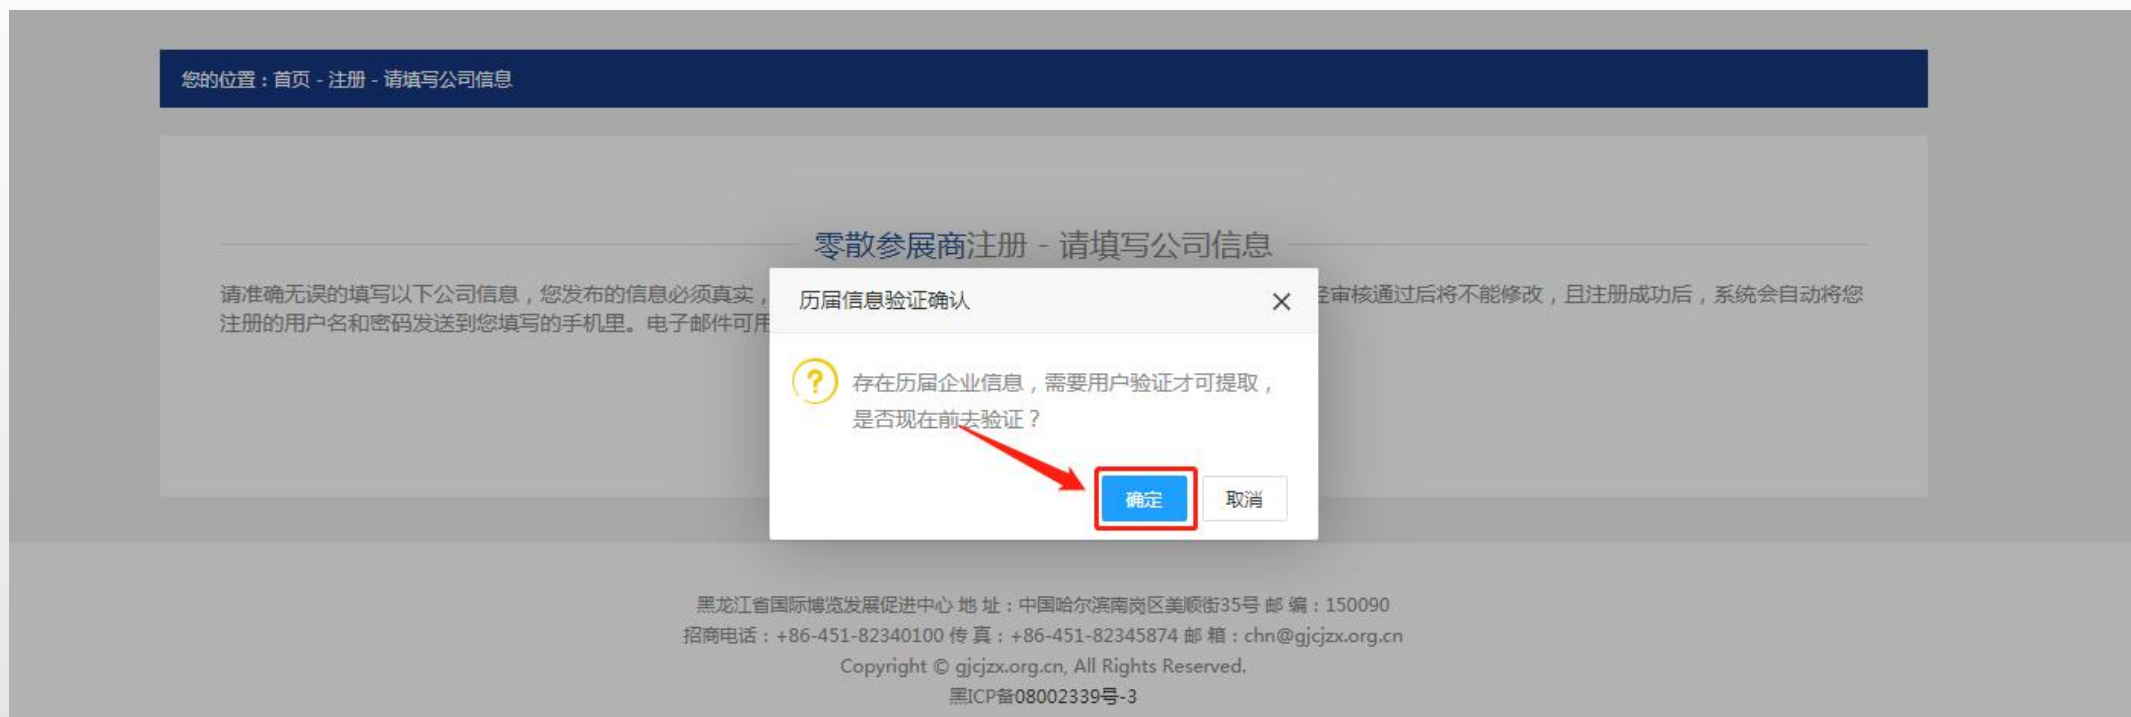 您的位置：首页 - 注册 - 请填写公司信息
零散参展商注册 - 请填写公司信息
请准确无误的填写以下公司信息，您发布的信息必须真实，
审核通过后将不能修改，且注册成功后，系统会自动将您
注册的用户名和密码发送到您填写的手机里。电子邮件可用
历届信息验证确认
存在历届企业信息，需要用户验证才可提取，
是否现在前去验证？
确定
取消
黑龙江省国际博览发展促进中心 地 址：中国哈尔滨南岗区美顺街35号 邮 编：150090
招商电话：+86-451-82340100 传 真：+86-451-82345874 邮 箱：chn@gjcjzx.org.cn
Copyright © gjcjzx.org.cn, All Rights Reserved.
黑ICP备08002339号-3